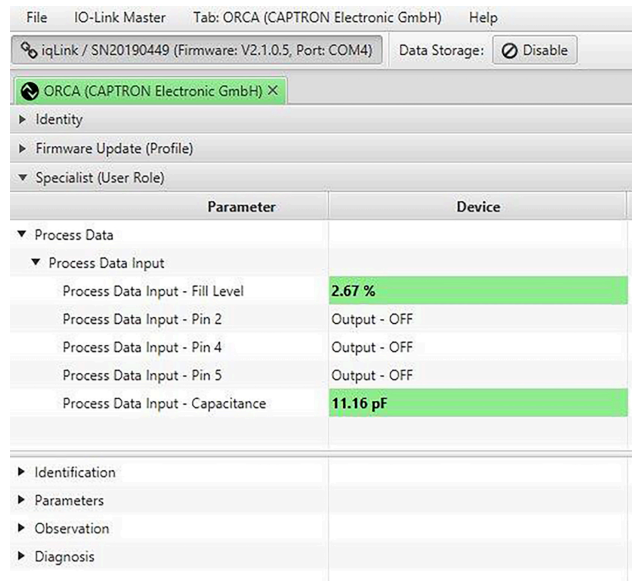 File IO-Link Master Tab: ORCA (CAPTRON Electronic GmbH) Help
iqLink / SN20190449 (Firmware: V2.1.0.5, Port: COM4) Data Storage: Disable
ORCA (CAPTRON Electronic GmbH) ×
Identity
Firmware Update (Profile)
Specialist (User Role)
Parameter Device
Process Data
Process Data Input
Process Data Input - Fill Level 2.67 %
Process Data Input - Pin 2 Output - OFF
Process Data Input - Pin 4 Output - OFF
Process Data Input - Pin 5 Output - OFF
Process Data Input - Capacitance 11.16 pF
Identification
Parameters
Observation
Diagnosis